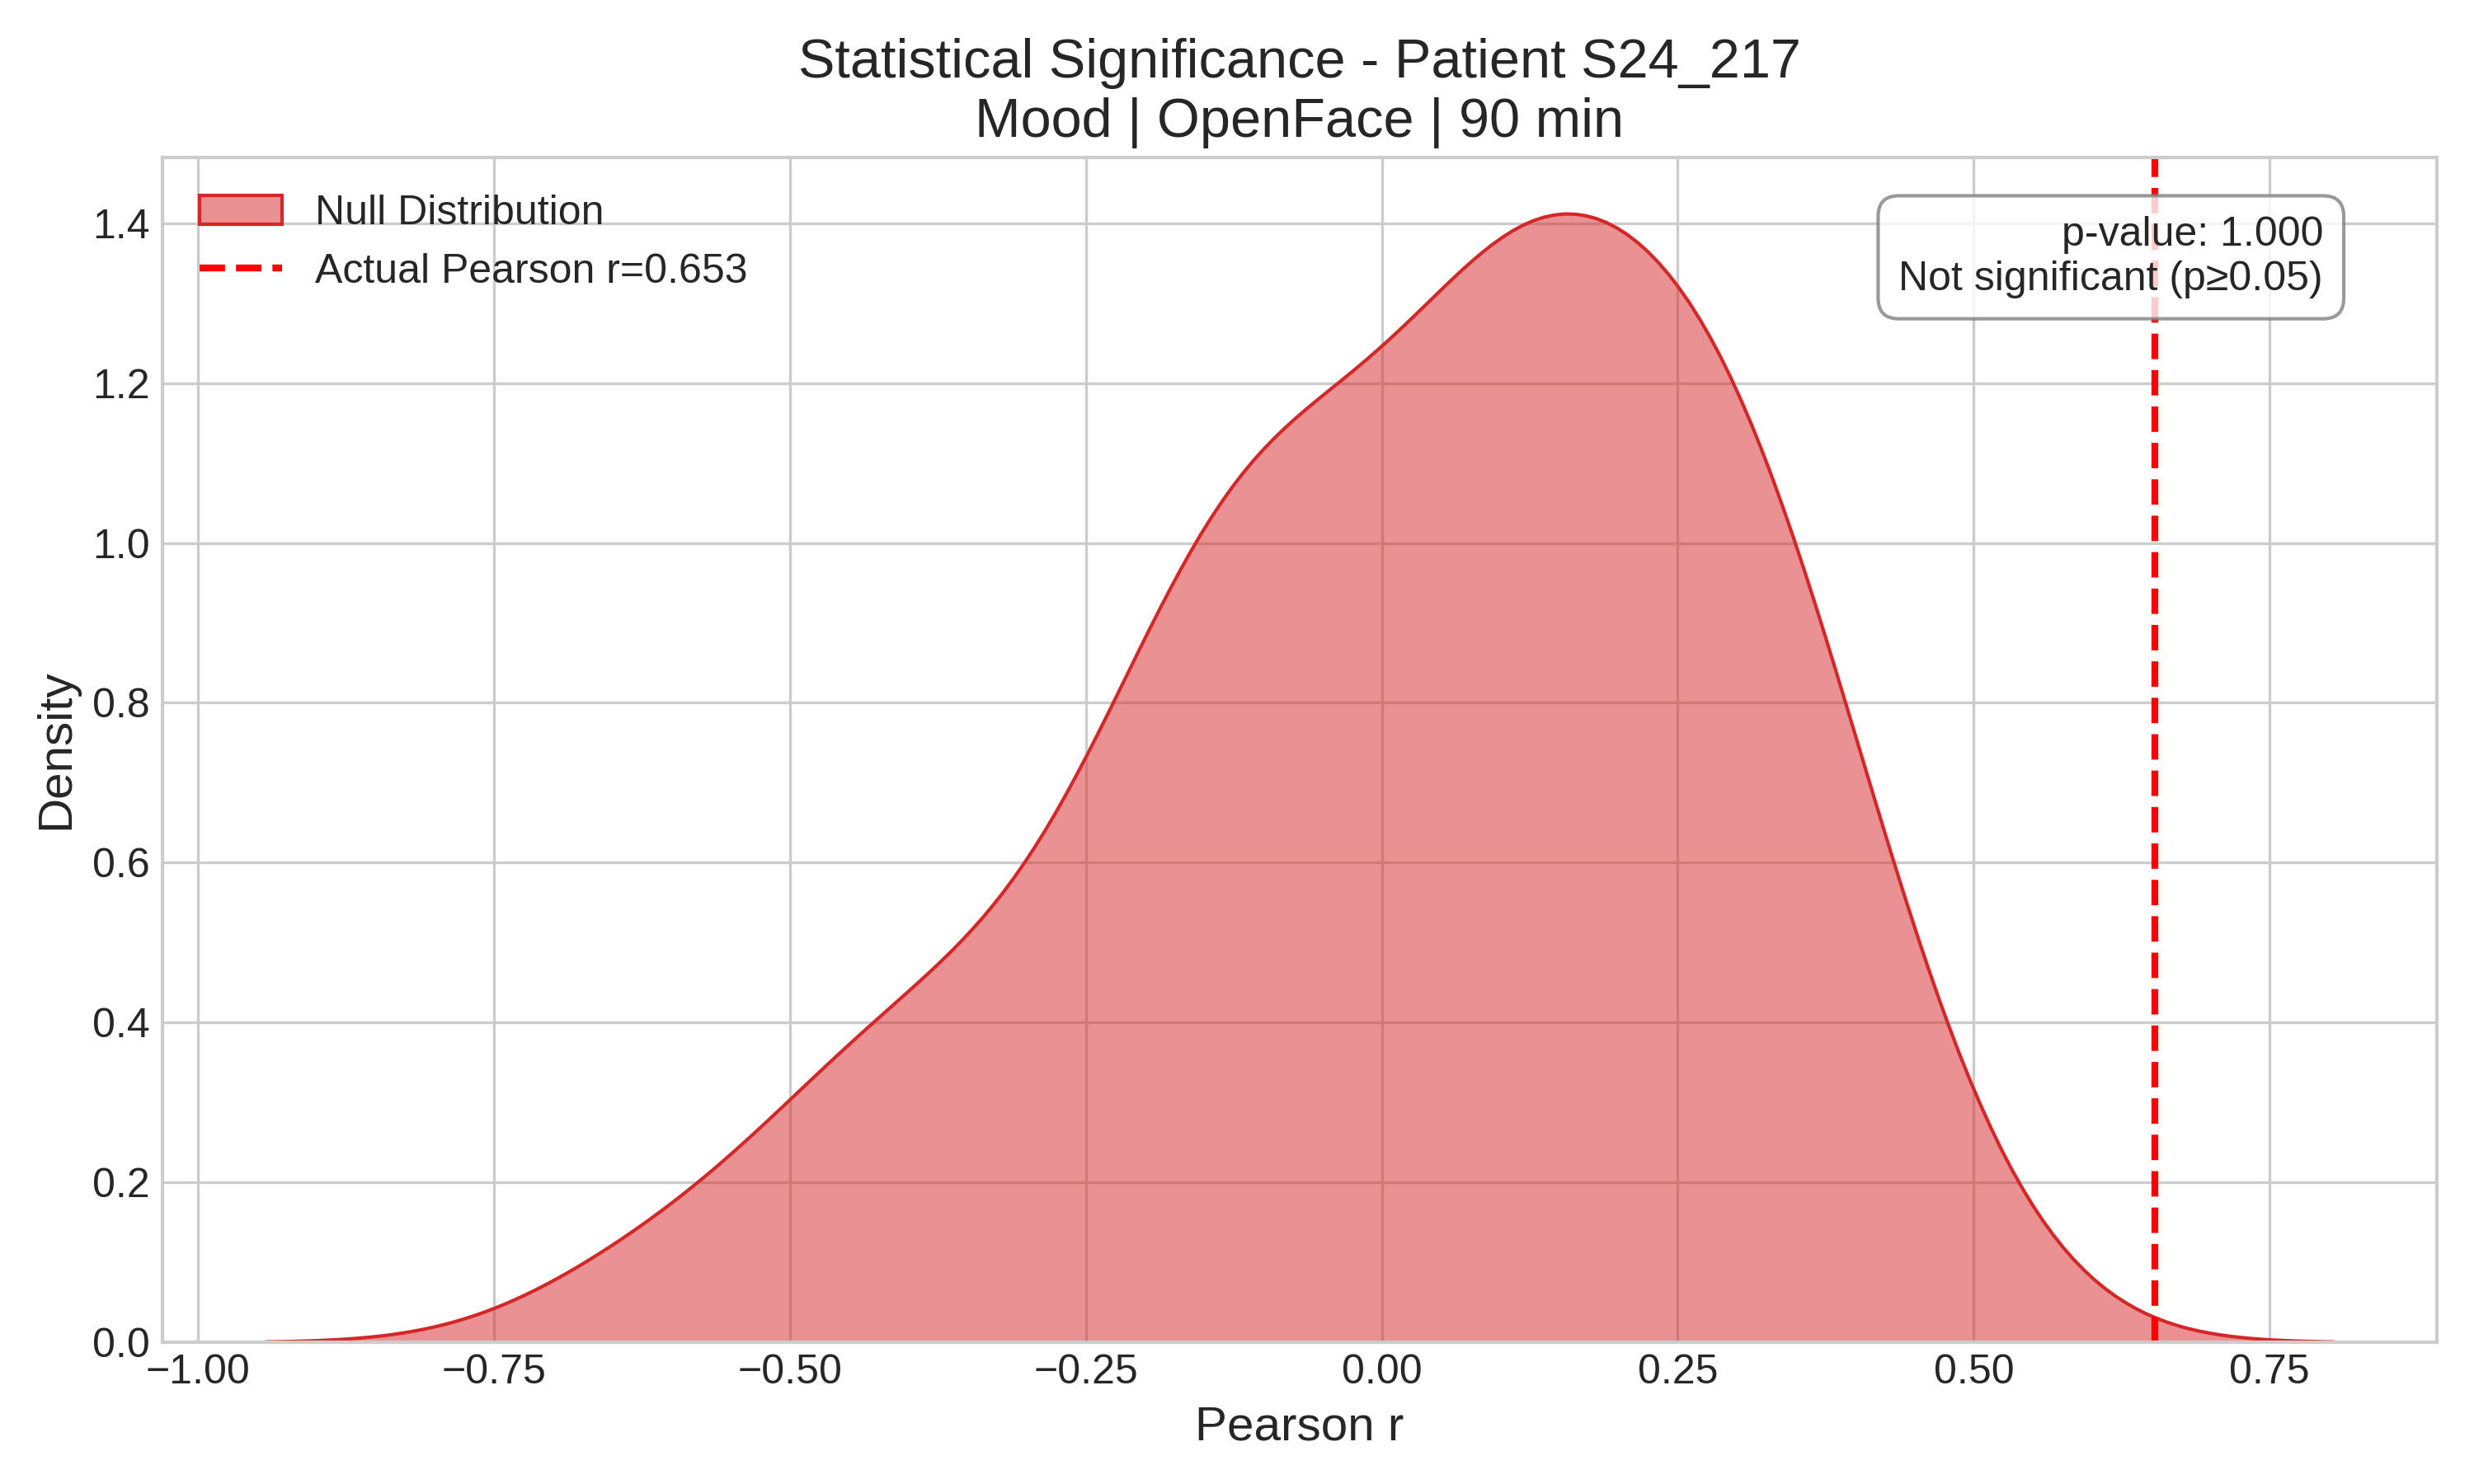 Statistical Significance - Patient S24_217
Mood | OpenFace | 90 min
Null Distribution
Actual Pearson r=0.653
p-value: 1.000
Not significant (p≥0.05)
Density
1.4
1.2
1.0
0.8
0.6
0.4
0.2
0.0
−1.00
−0.75
−0.50
−0.25
0.00
0.25
0.50
0.75
Pearson r